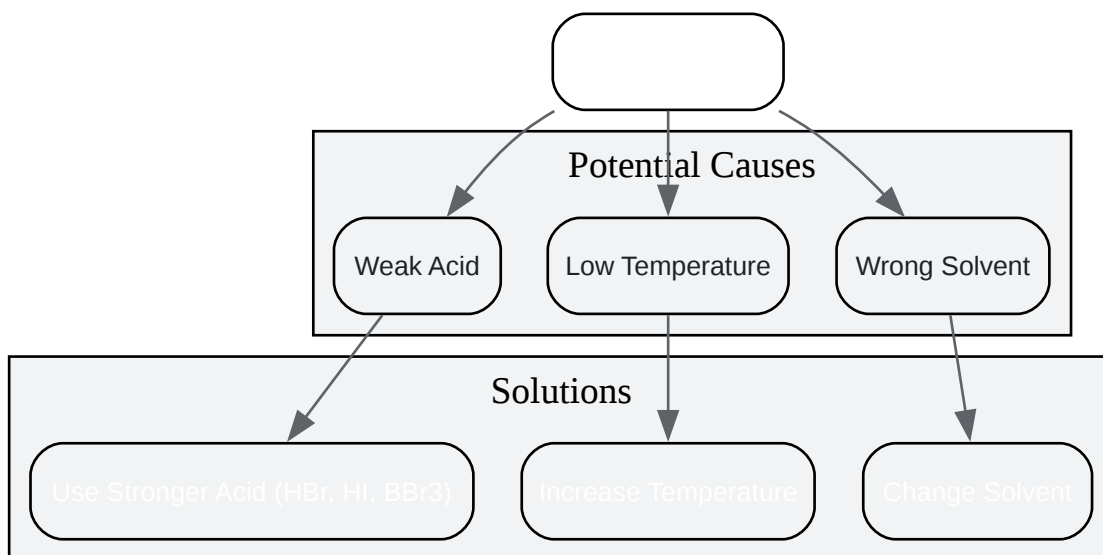 Potential Causes
Weak Acid
Low Temperature
Wrong Solvent
Solutions
Use Stronger Acid (HBr, HI, BBr3)
Increase Temperature
Change Solvent